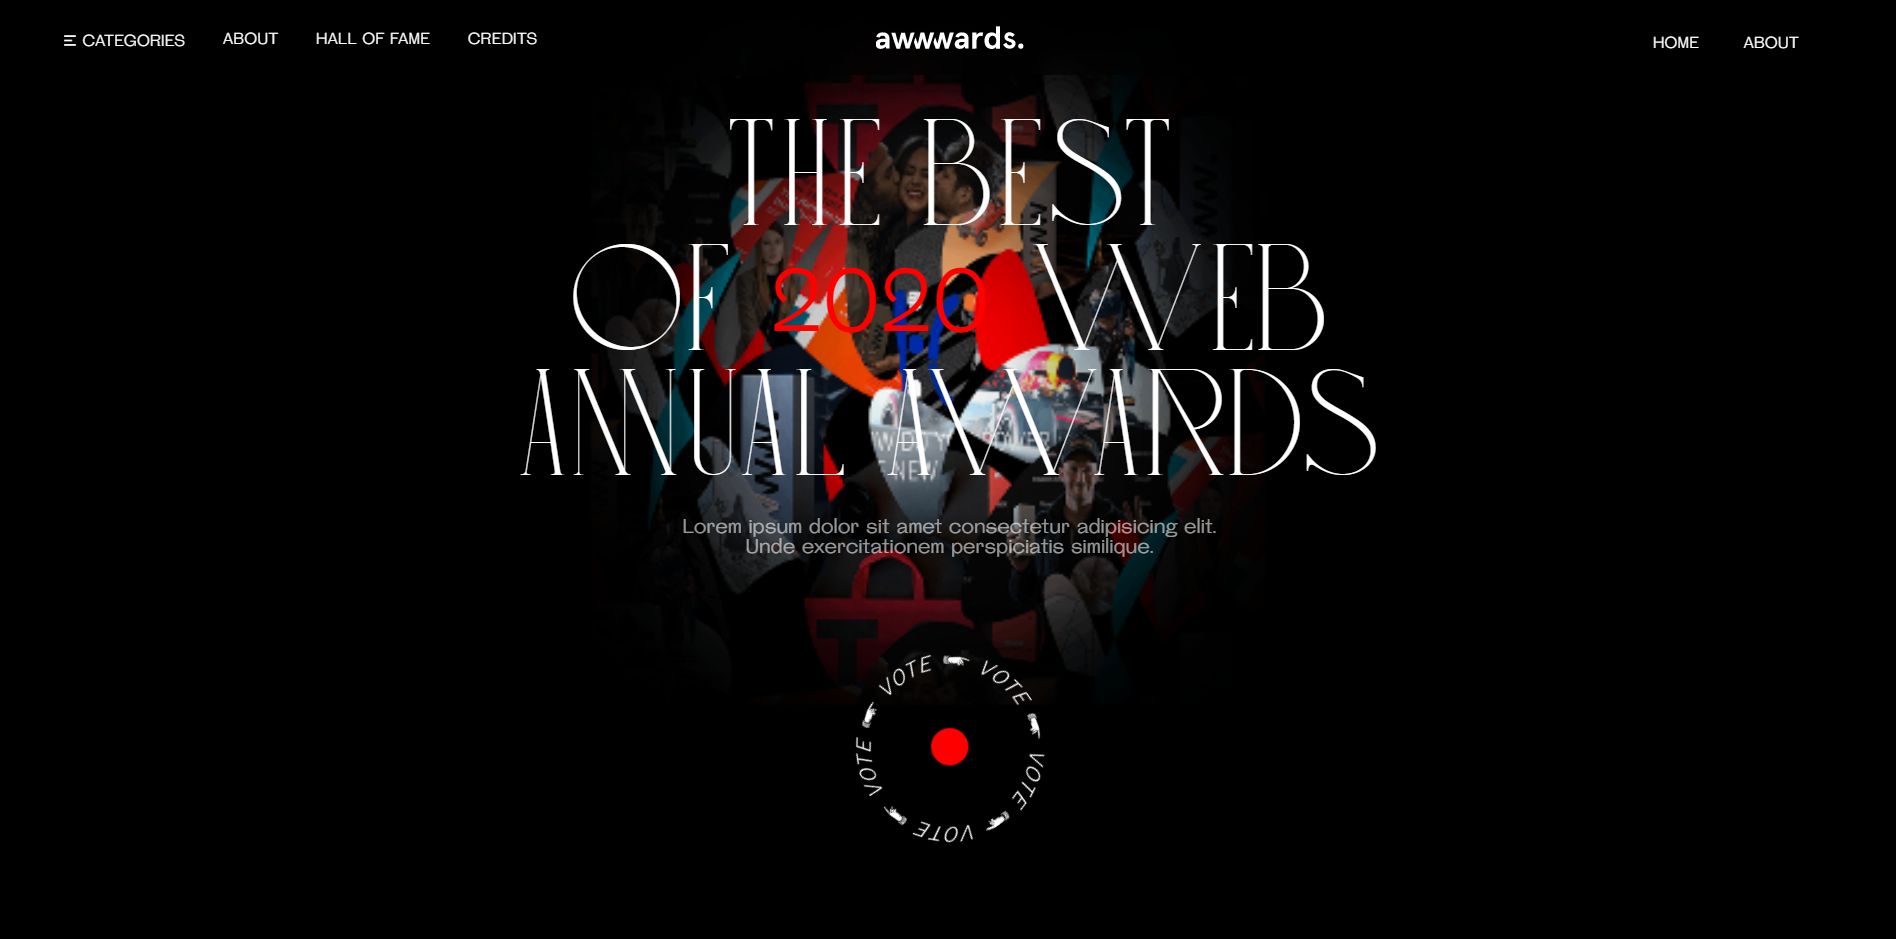 CATEGORIES ABOUT HALL OF FAME CREDITS awwwards. HOME ABOUT
THE BEST
OF 2020 WEB
ANNUAL AWARDS
Lorem ipsum dolor sit amet consectetur adipisicing elit.
Unde exercitationem perspiciatis similique.
VOTE VOTE VOTE VOTE VOTE